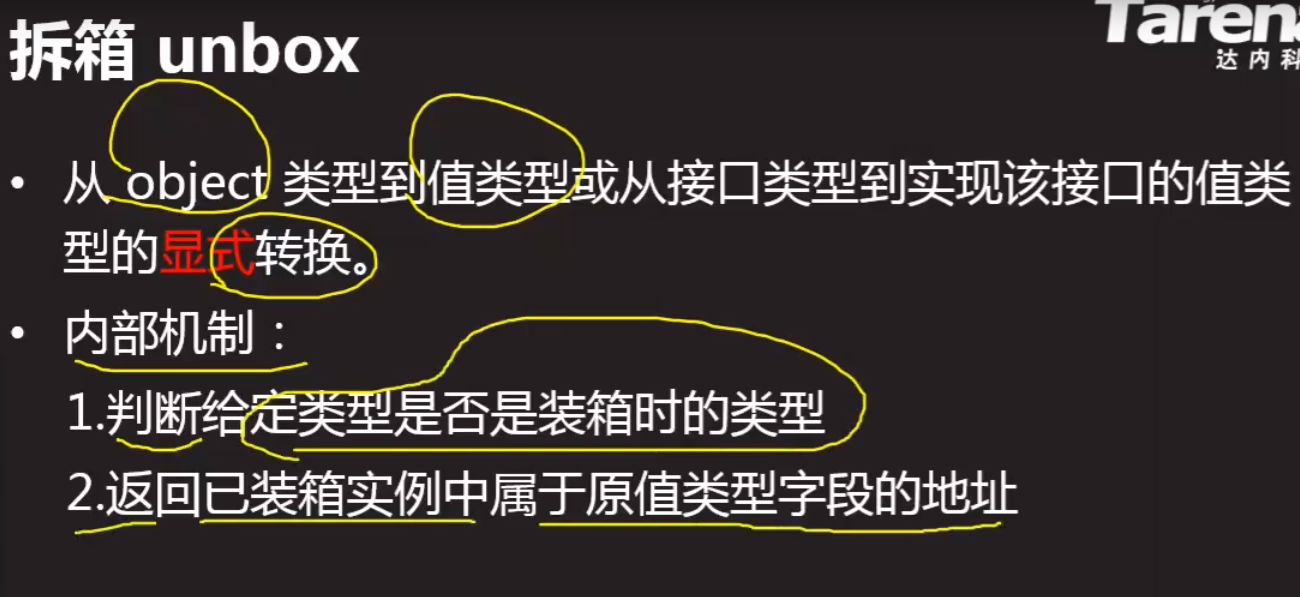 拆箱 unbox
Taren
达内科
• 从 object 类型到值类型或从接口类型到实现该接口的值类
型的显式转换。
• 内部机制：
1.判断给定类型是否是装箱时的类型
2.返回已装箱实例中属于原值类型字段的地址